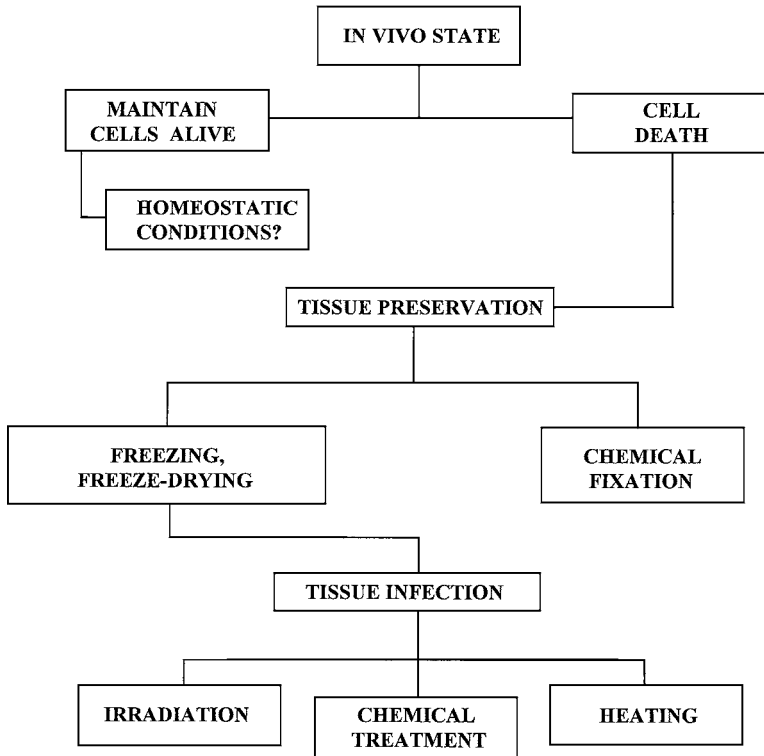 IN VIVO STATE
MAINTAIN
CELLS ALIVE
CELL
DEATH
HOMEOSTATIC
CONDITIONS?
TISSUE PRESERVATION
FREEZING,
FREEZE-DRYING
CHEMICAL
FIXATION
TISSUE INFECTION
IRRADIATION
CHEMICAL
TREATMENT
HEATING